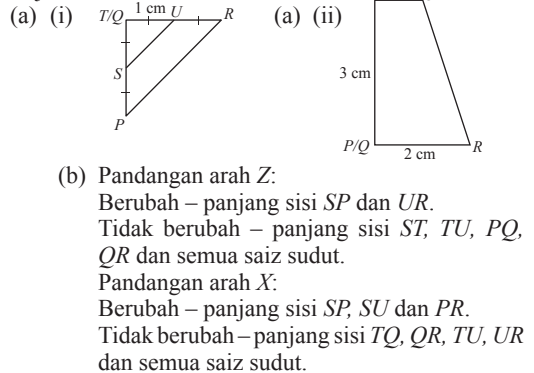 (a) (i)
T/Q 1 cm U R
S
P
(a) (ii)
3 cm
P/Q 2 cm R
(b) Pandangan arah Z:
Berubah – panjang sisi SP dan UR.
Tidak berubah – panjang sisi ST, TU, PQ,
QR dan semua saiz sudut.
Pandangan arah X:
Berubah – panjang sisi SP, SU dan PR.
Tidak berubah – panjang sisi TQ, QR, TU, UR
dan semua saiz sudut.